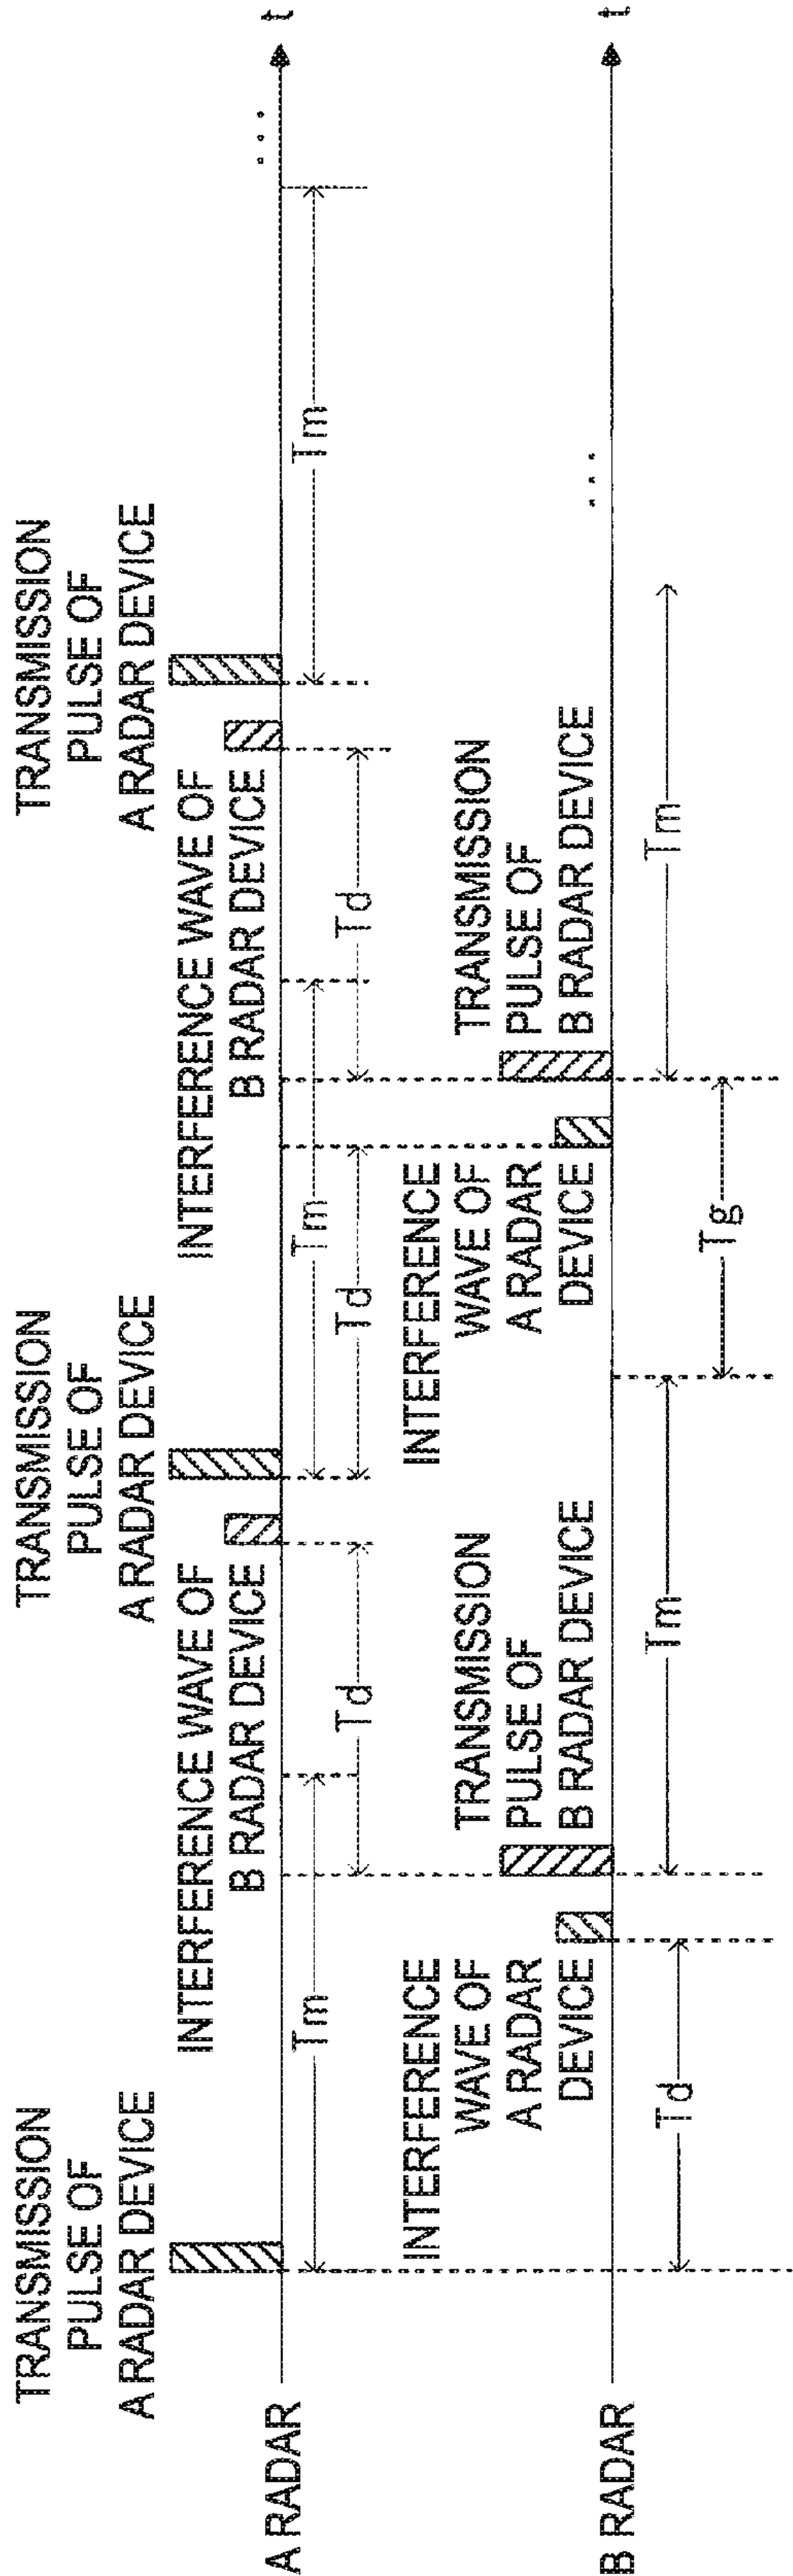 TRANSMISSION
PULSE OF
A RADAR DEVICE
TRANSMISSION
PULSE OF
A RADAR DEVICE
TRANSMISSION
PULSE OF
A RADAR DEVICE
INTERFERENCE WAVE OF
B RADAR DEVICE
INTERFERENCE WAVE OF
B RADAR DEVICE
A RADAR
t
...
Tm
Tm
Tm
Td
Td
INTERFERENCE
WAVE OF
A RADAR
DEVICE
TRANSMISSION
PULSE OF
B RADAR DEVICE
INTERFERENCE
WAVE OF
A RADAR
DEVICE
TRANSMISSION
PULSE OF
B RADAR DEVICE
Td
...
B RADAR
t
Td
Tm
Tm
Tg